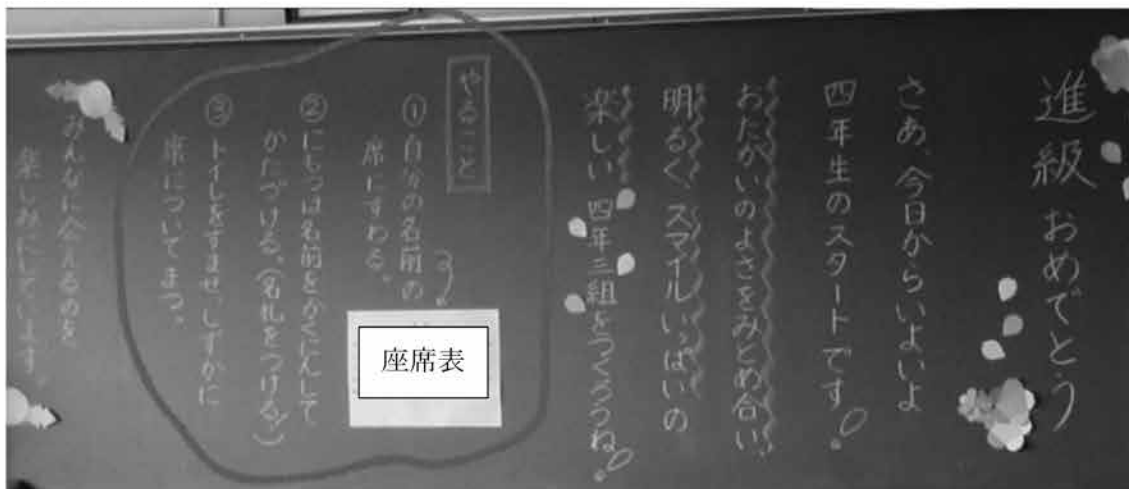 進級おめでとう
さあ、今日からいよいよ
四年生のスタートです。
おたがいのよさをみとめ合い、
明るく、スマイルいっぱいの
楽しい四年三組をつくろうね。
やること
①自分の名前の
席にすわる。
座席表
②にもつは名前をかくにんして
かたづける。(名札をつける。)
③トイレをすませ、しずかに
席についてまつ。
みんなに会えるのを
楽しみにしています。